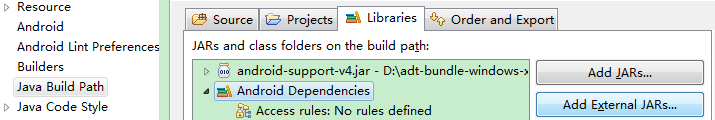 Resource
Android
Android Lint Preferences
Builders
Java Build Path
Java Code Style
Source Projects Libraries Order and Export
JARs and class folders on the build path:
android-support-v4.jar - D:\adt-bundle-windows-x
Android Dependencies
Access rules: No rules defined
Add JARs...
Add External JARs...